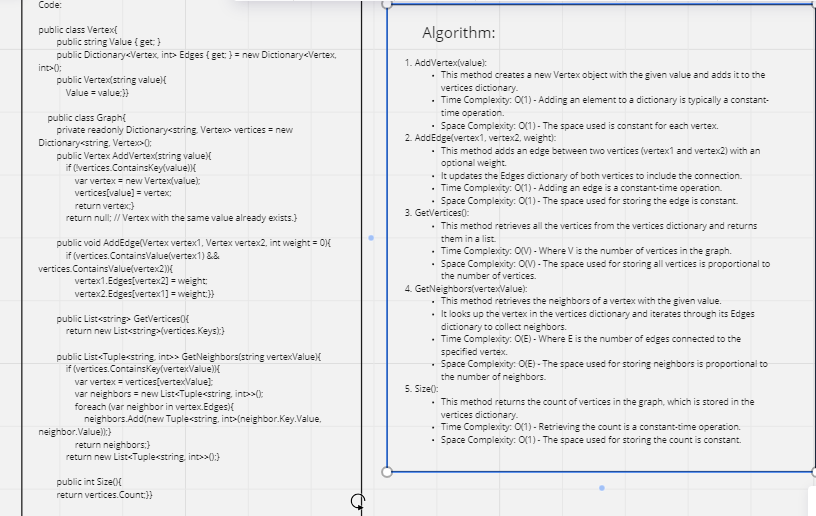 Code:
public class Vertex{
public string Value { get; }
public Dictionary<Vertex, int> Edges { get; } = new Dictionary<Vertex,
int>();
public Vertex(string value){
Value = value;}}
public class Graph{
private readonly Dictionary<string, Vertex> vertices = new
Dictionary<string, Vertex>();
public Vertex AddVertex(string value){
if (!vertices.ContainsKey(value)){
var vertex = new Vertex(value);
vertices[value] = vertex;
return vertex;}
return null; // Vertex with the same value already exists.}
public void AddEdge(Vertex vertex1, Vertex vertex2, int weight = 0){
if (vertices.ContainsValue(vertex1) &&
vertices.ContainsValue(vertex2)){
vertex1.Edges[vertex2] = weight;
vertex2.Edges[vertex1] = weight;}}
public List<string> GetVertices(){
return new List<string>(vertices.Keys);}
public List<Tuple<string, int>> GetNeighbors(string vertexValue){
if (vertices.ContainsKey(vertexValue)){
var vertex = vertices[vertexValue];
var neighbors = new List<Tuple<string, int>>();
foreach (var neighbor in vertex.Edges){
neighbors.Add(new Tuple<string, int>(neighbor.Key.Value,
neighbor.Value));}
return neighbors;}
return new List<Tuple<string, int>>();}
public int Size(){
return vertices.Count;}}
Algorithm:
1. AddVertex(value):
• This method creates a new Vertex object with the given value and adds it to the
vertices dictionary.
• Time Complexity: O(1) - Adding an element to a dictionary is typically a constant-
time operation.
• Space Complexity: O(1) - The space used is constant for each vertex.
2. AddEdge(vertex1, vertex2, weight):
• This method adds an edge between two vertices (vertex1 and vertex2) with an
optional weight.
• It updates the Edges dictionary of both vertices to include the connection.
• Time Complexity: O(1) - Adding an edge is a constant-time operation.
• Space Complexity: O(1) - The space used for storing the edge is constant.
3. GetVertices():
• This method retrieves all the vertices from the vertices dictionary and returns
them in a list.
• Time Complexity: O(V) - Where V is the number of vertices in the graph.
• Space Complexity: O(V) - The space used for storing all vertices is proportional to
the number of vertices.
4. GetNeighbors(vertexValue):
• This method retrieves the neighbors of a vertex with the given value.
• It looks up the vertex in the vertices dictionary and iterates through its Edges
dictionary to collect neighbors.
• Time Complexity: O(E) - Where E is the number of edges connected to the
specified vertex.
• Space Complexity: O(E) - The space used for storing neighbors is proportional to
the number of neighbors.
5. Size():
• This method returns the count of vertices in the graph, which is stored in the
vertices dictionary.
• Time Complexity: O(1) - Retrieving the count is a constant-time operation.
• Space Complexity: O(1) - The space used for storing the count is constant.